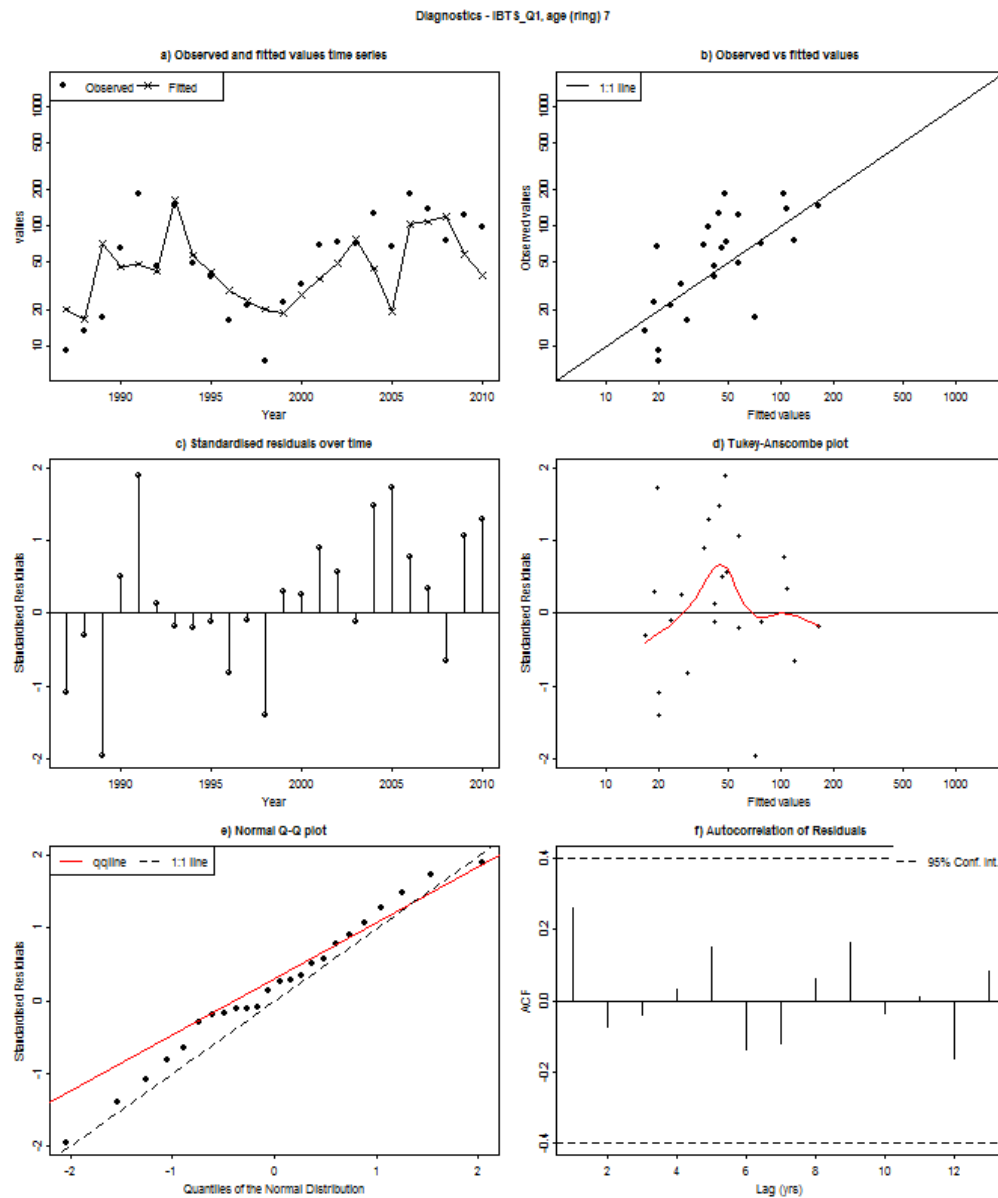 Diagnostics - IBTS_Q1, age (ring) 7
a) Observed and fitted values time series
Observed Fitted
values
10 20 50 100 200 500 1000
1990 1995 2000 2005 2010
Year
b) Observed vs fitted values
1:1 line
Observed values
10 20 50 100 200 500 1000
10 20 50 100 200 500 1000
Fitted values
c) Standardised residuals over time
Standardised Residuals
-2 -1 0 1 2
1990 1995 2000 2005 2010
Year
d) Tukey-Anscombe plot
Standardised Residuals
-2 -1 0 1 2
10 20 50 100 200 500 1000
Fitted values
e) Normal Q-Q plot
qqline 1:1 line
Standardised Residuals
-2 -1 0 1 2
-2 -1 0 1 2
Quantiles of the Normal Distribution
f) Autocorrelation of Residuals
95% Conf. Int.
ACF
-0.4 -0.2 0.0 0.2 0.4
2 4 6 8 10 12
Lag (yrs)